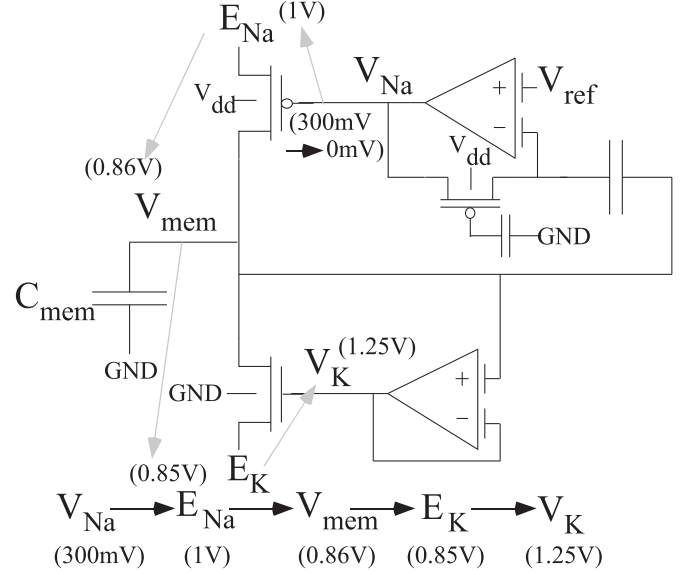 E_Na (1V)
V_Na
V_ref
+
−
V_dd
(300mV
0mV)
V_dd
(0.86V)
V_mem
GND
C_mem
GND
V_K (1.25V)
GND
+
−
(0.85V)
E_K
V_Na E_Na V_mem E_K V_K
(300mV) (1V) (0.86V) (0.85V) (1.25V)